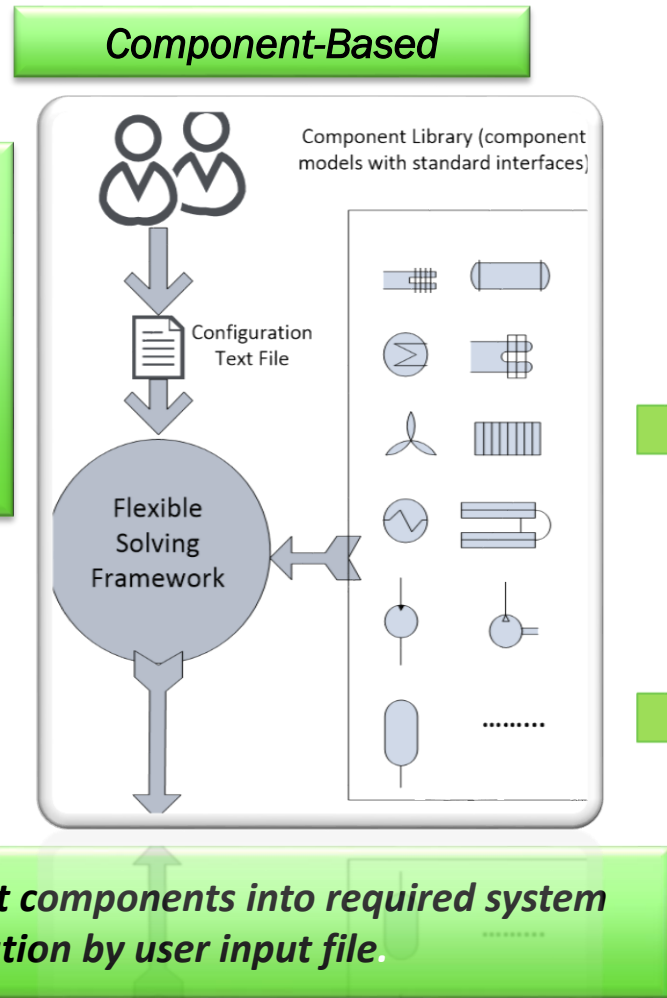 Component-Based
Component Library (component
models with standard interfaces)
Configuration
Text File
Flexible
Solving
Framework
.........
components into required system
by user input file.